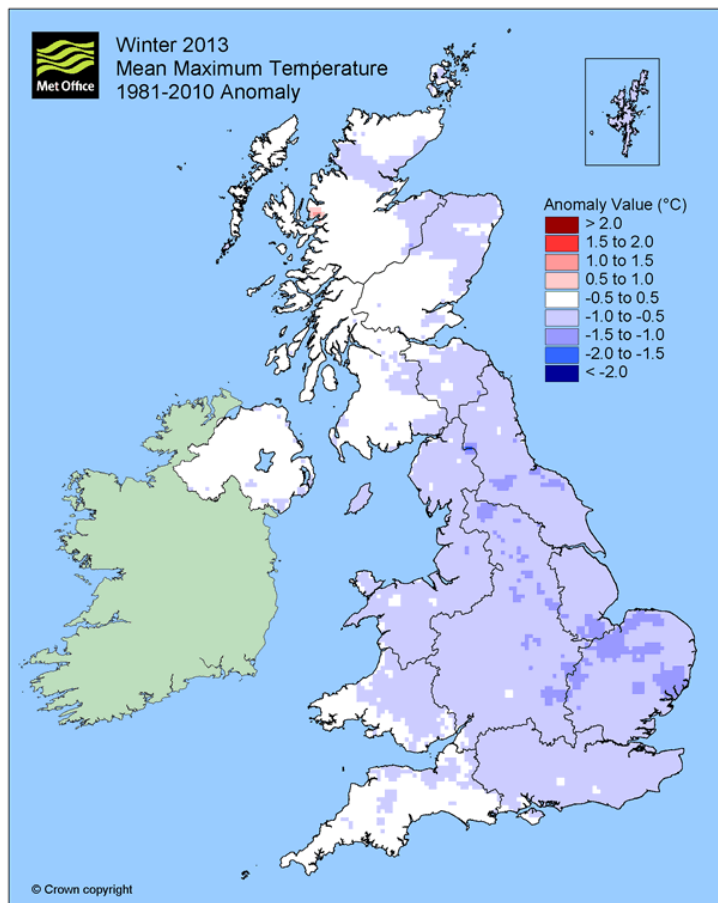 Met Office
Winter 2013
Mean Maximum Temperature
1981-2010 Anomaly
Anomaly Value (°C)
> 2.0
1.5 to 2.0
1.0 to 1.5
0.5 to 1.0
-0.5 to 0.5
-1.0 to -0.5
-1.5 to -1.0
-2.0 to -1.5
< -2.0
© Crown copyright